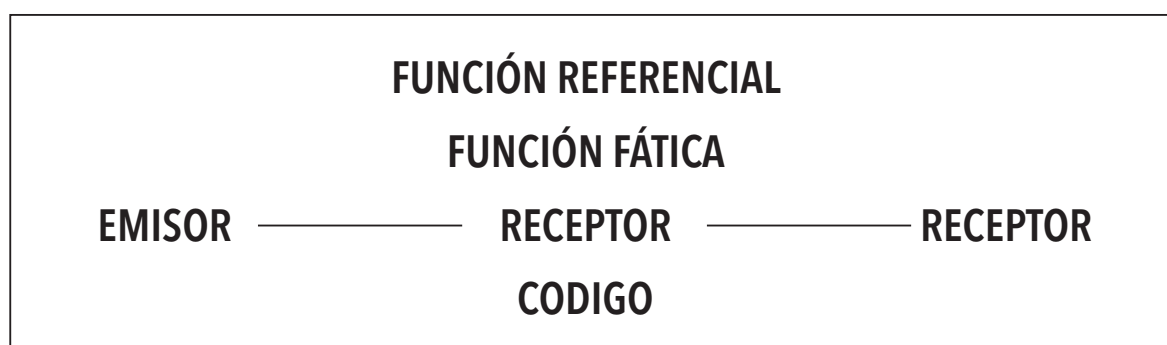 FUNCIÓN REFERENCIAL
FUNCIÓN FÁTICA
EMISOR RECEPTOR RECEPTOR
CODIGO